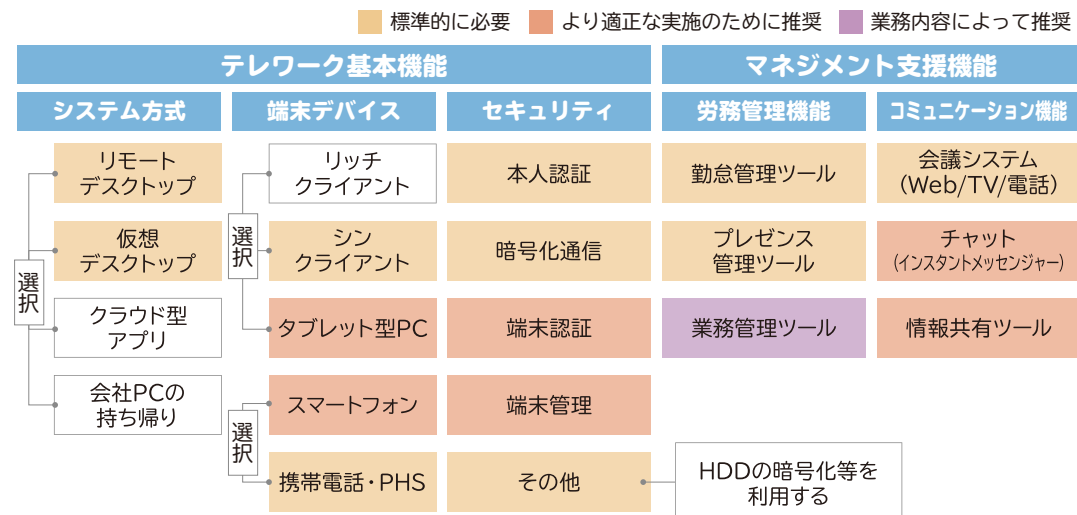 標準的に必要 より適正な実施のために推奨 業務内容によって推奨
テレワーク基本機能 マネジメント支援機能
システム方式 端末デバイス セキュリティ 労務管理機能 コミュニケーション機能
選択
リモート
デスクトップ
仮想
デスクトップ
クラウド型
アプリ
会社PCの
持ち帰り
選択
リッチ
クライアント
シン
クライアント
タブレット型PC
選択
スマートフォン
携帯電話・PHS
本人認証
暗号化通信
端末認証
端末管理
その他
HDDの暗号化等を
利用する
勤怠管理ツール
プレゼンス
管理ツール
業務管理ツール
会議システム
（Web/TV/電話）
チャット
（インスタントメッセンジャー）
情報共有ツール